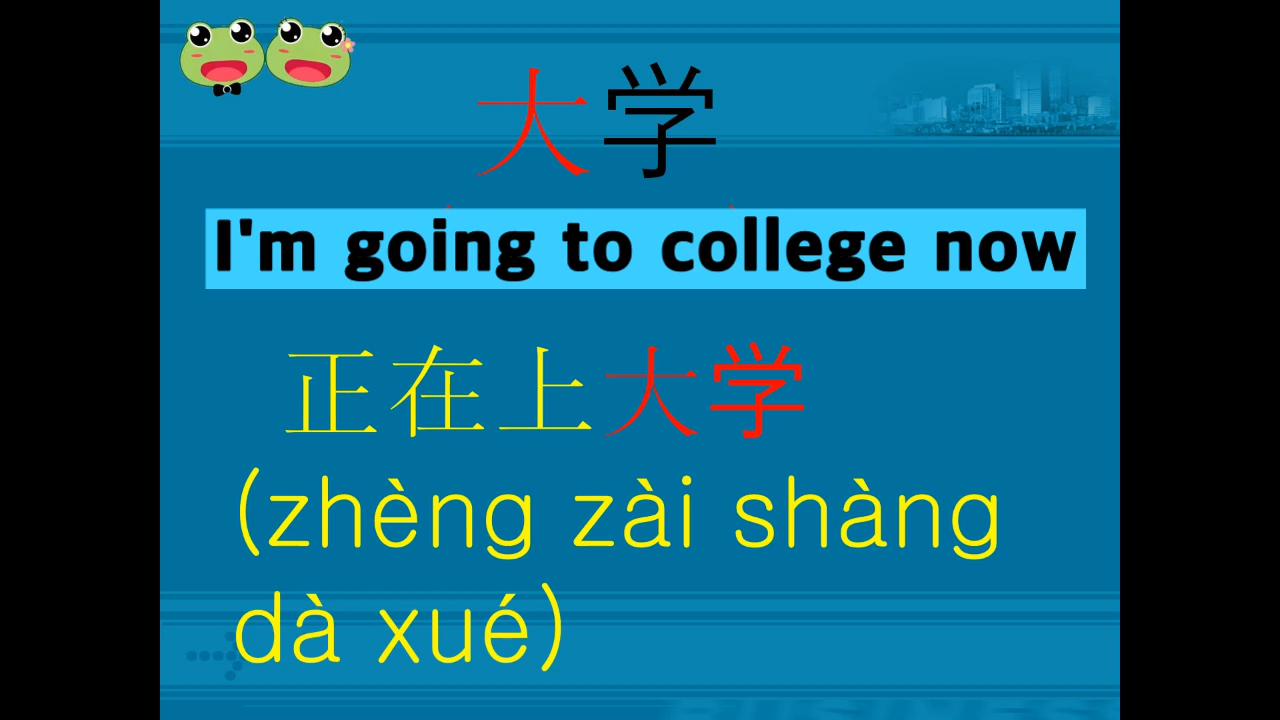 大学
I'm going to college now
正在上大学
(zhèng zài shàng
dà xué)